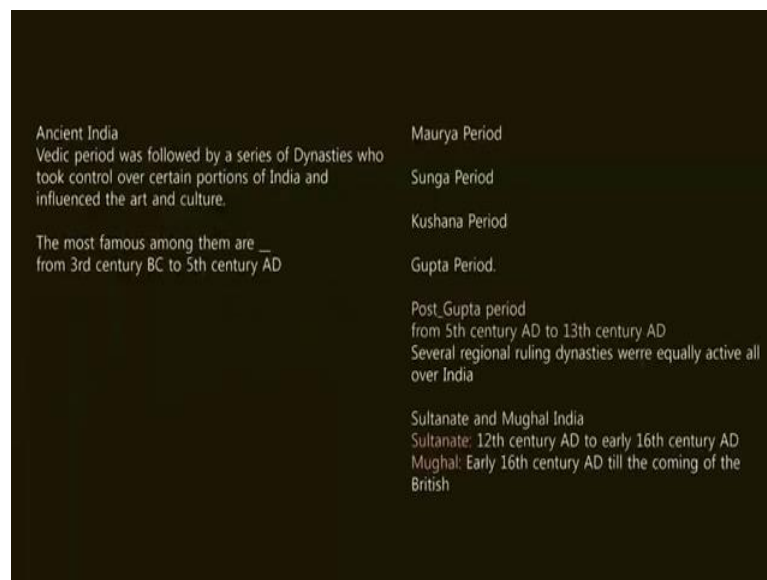 Ancient India
Vedic period was followed by a series of Dynasties who
took control over certain portions of India and
influenced the art and culture.
The most famous among them are __
from 3rd century BC to 5th century AD
Maurya Period
Sunga Period
Kushana Period
Gupta Period.
Post_Gupta period
from 5th century AD to 13th century AD
Several regional ruling dynasties werre equally active all
over India
Sultanate and Mughal India
Sultanate: 12th century AD to early 16th century AD
Mughal: Early 16th century AD till the coming of the
British